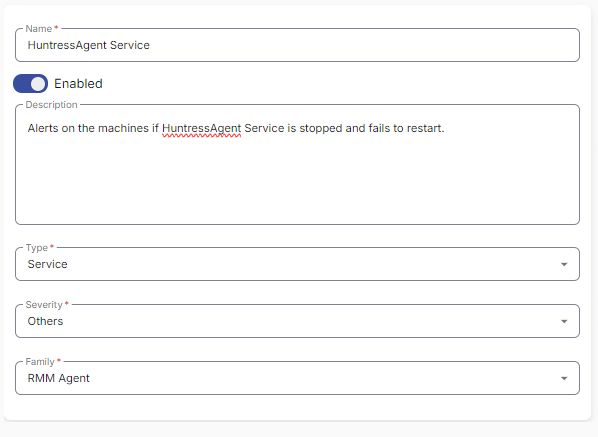 Name *
HuntressAgent Service
Enabled
Description
Alerts on the machines if HuntressAgent Service is stopped and fails to restart.
Type *
Service
Severity *
Others
Family *
RMM Agent